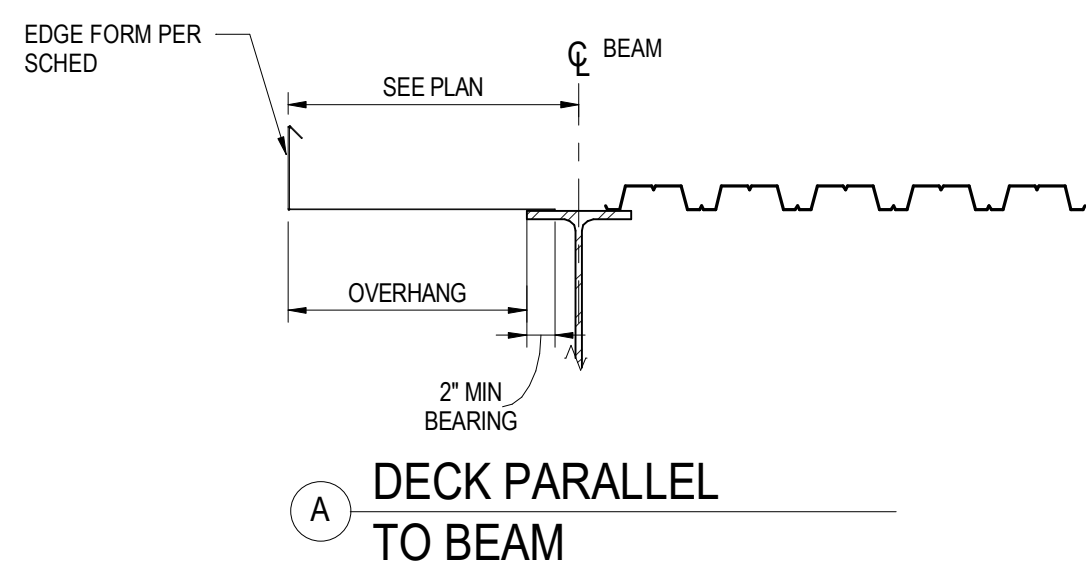 EDGE FORM PER
SCHED
SEE PLAN
℄ BEAM
OVERHANG
2" MIN
BEARING
A
DECK PARALLEL
TO BEAM